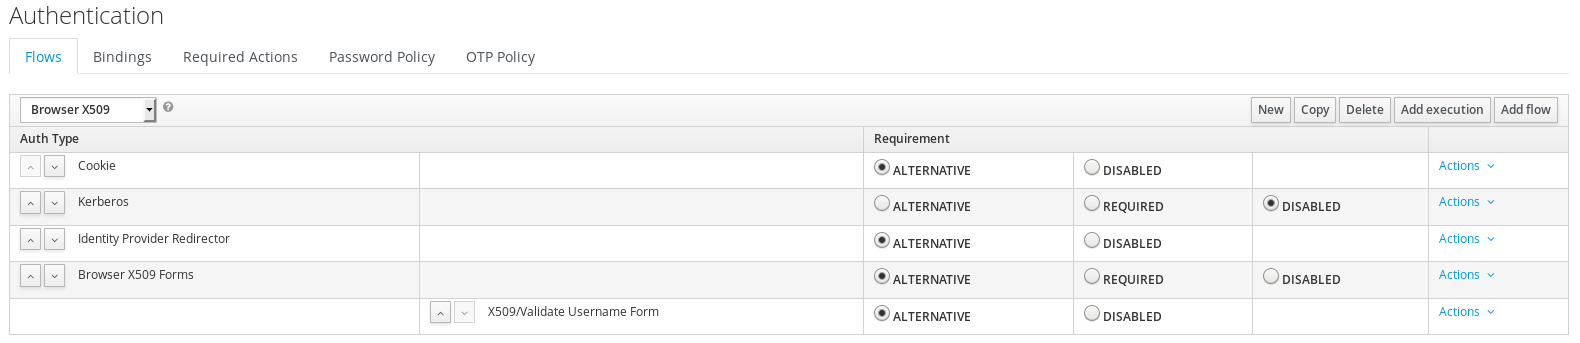 Authentication
Flows Bindings Required Actions Password Policy OTP Policy
Browser X509 ? New Copy Delete Add execution Add flow
Auth Type Requirement
Cookie ALTERNATIVE DISABLED Actions
Kerberos ALTERNATIVE REQUIRED DISABLED Actions
Identity Provider Redirector ALTERNATIVE DISABLED Actions
Browser X509 Forms ALTERNATIVE REQUIRED DISABLED Actions
X509/Validate Username Form ALTERNATIVE DISABLED Actions